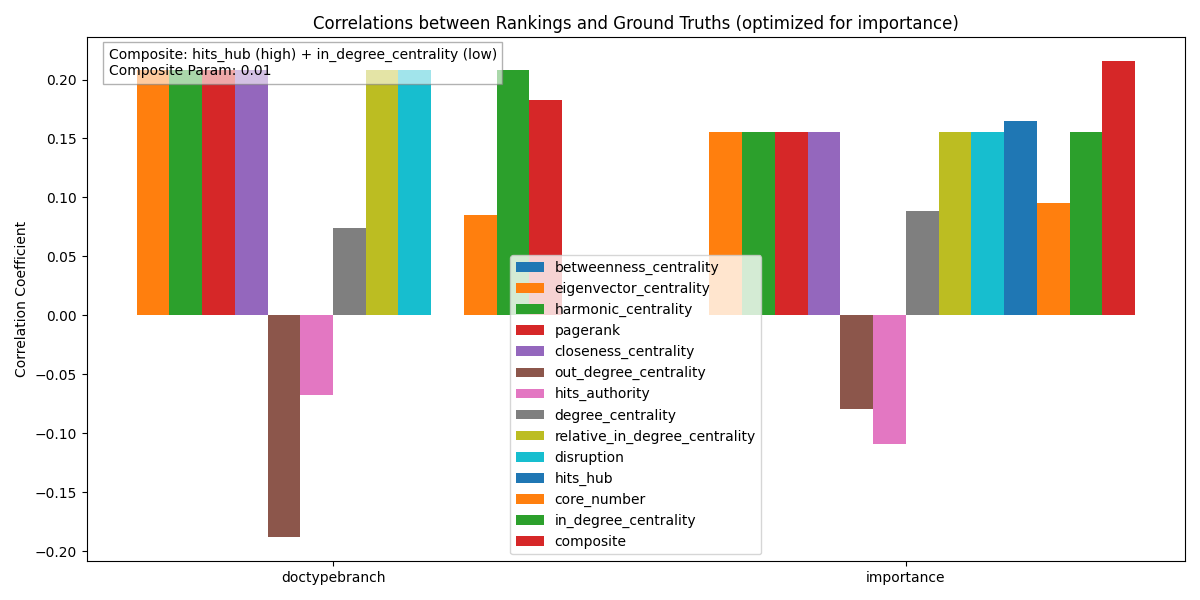 Correlations between Rankings and Ground Truths (optimized for importance)
Composite: hits_hub (high) + in_degree_centrality (low)
Composite Param: 0.01
Correlation Coefficient
0.20
0.15
0.10
0.05
0.00
−0.05
−0.10
−0.15
−0.20
betweenness_centrality
eigenvector_centrality
harmonic_centrality
pagerank
closeness_centrality
out_degree_centrality
hits_authority
degree_centrality
relative_in_degree_centrality
disruption
hits_hub
core_number
in_degree_centrality
composite
doctypebranch
importance